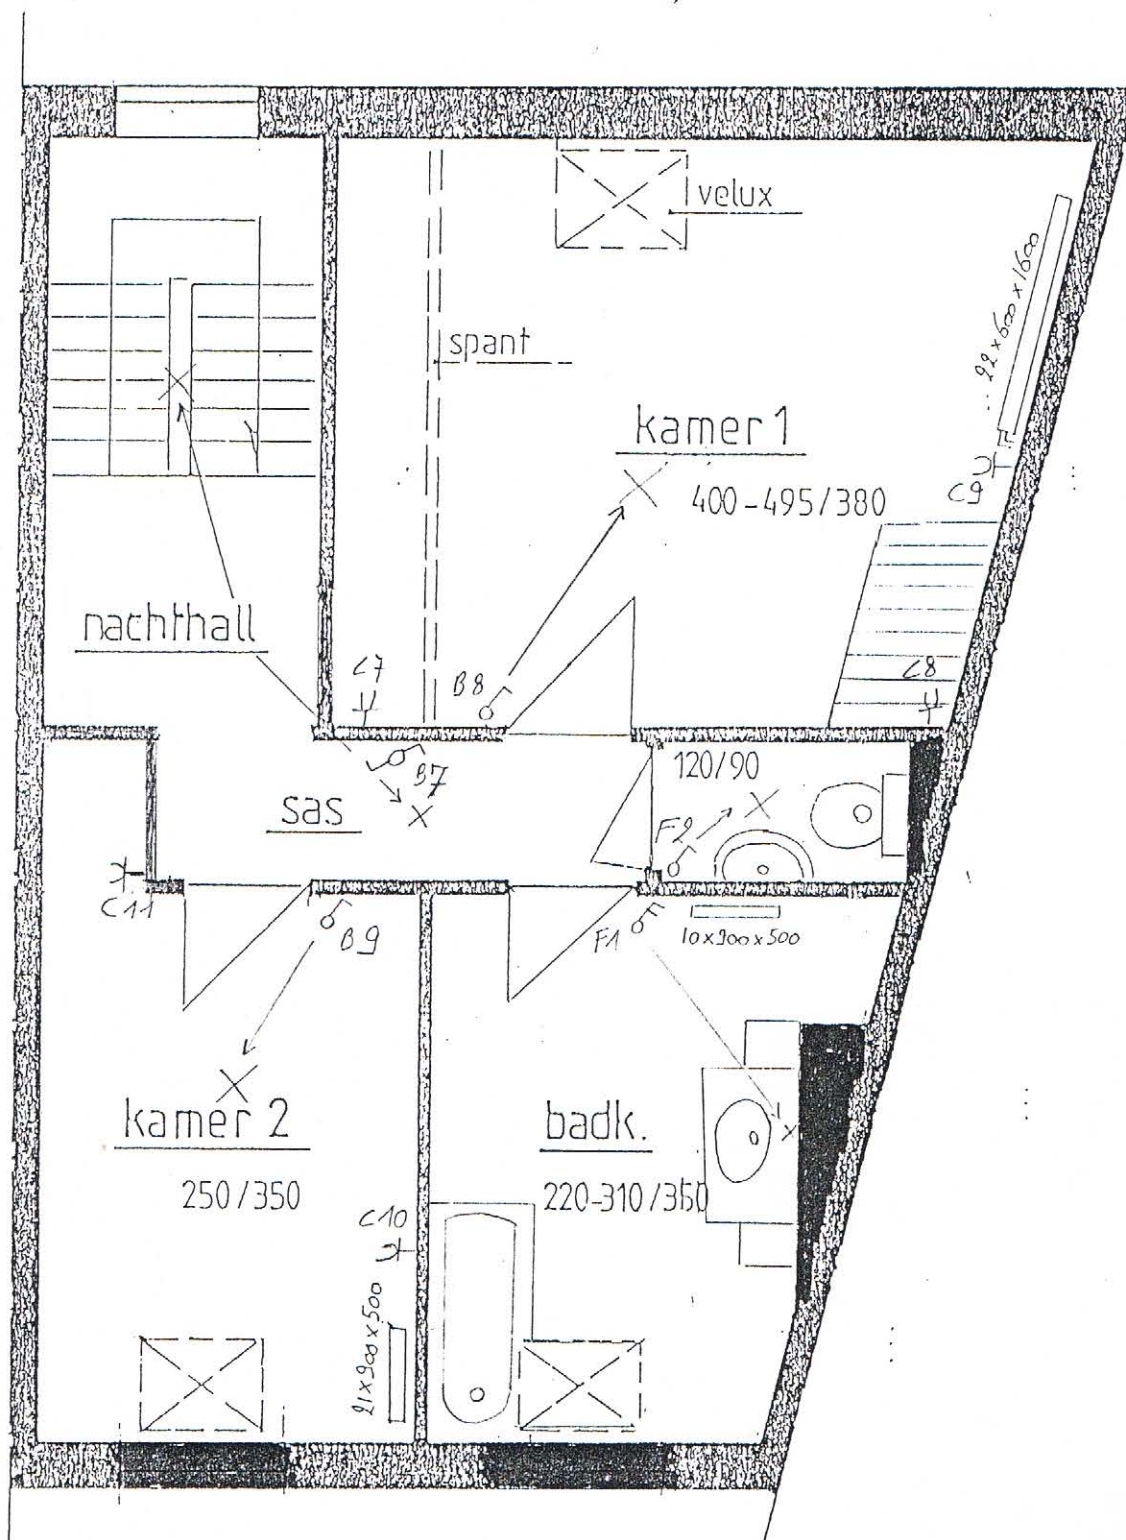 velux
22x600x1600
spant
kamer 1
400-495/380
C9
nachthall
C7
B8
C8
B7
120/90
sas
F2
C11
B9
F1
10x900x500
kamer 2
badk.
250/350
220-310/
C10
21x900x500